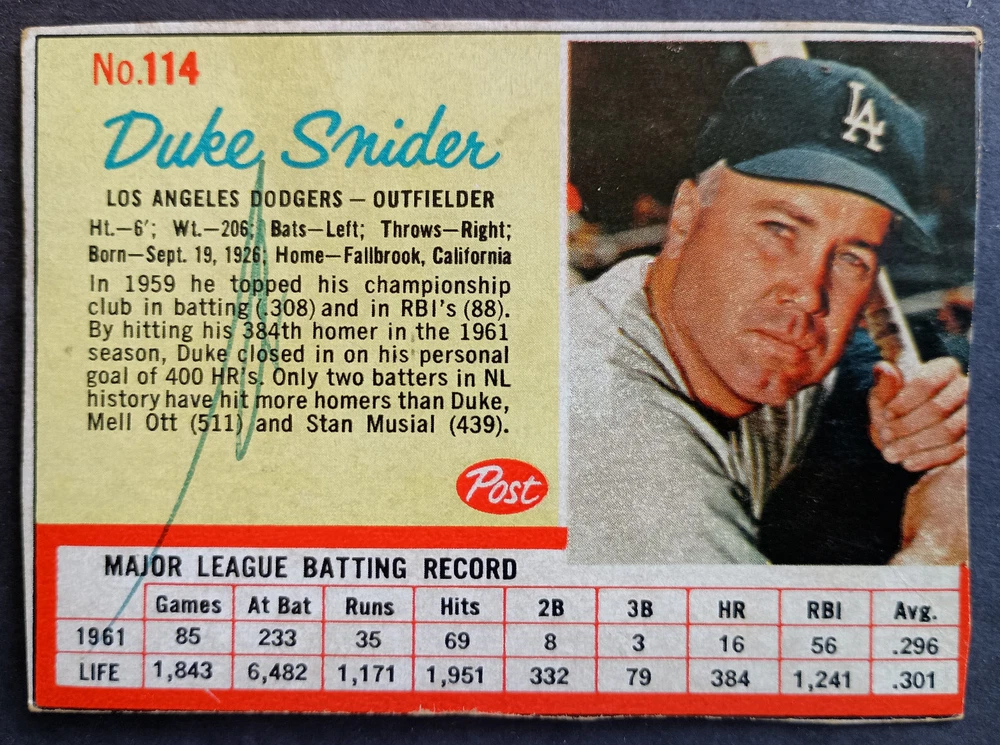 No.114
Duke Snider
LOS ANGELES DODGERS — OUTFIELDER
Ht.—6'; Wt.—206; Bats—Left; Throws—Right;
Born—Sept. 19, 1926; Home—Fallbrook, California
In 1959 he topped his championship
club in batting (.308) and in RBI's (88).
By hitting his 384th homer in the 1961
season, Duke closed in on his personal
goal of 400 HR's. Only two batters in NL
history have hit more homers than Duke,
Mell Ott (511) and Stan Musial (439).
Post
LA
MAJOR LEAGUE BATTING RECORD
Games At Bat Runs Hits 2B 3B HR RBI Avg.
1961 85 233 35 69 8 3 16 56 .296
LIFE 1,843 6,482 1,171 1,951 332 79 384 1,241 .301